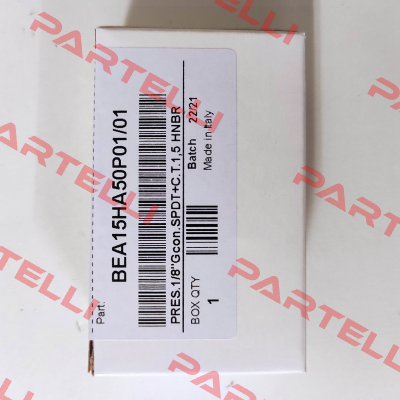 Part:
BEA15HA50P01/01
PRES.1/8"Gcon.SPDT+C.T.1,5 HNBR
Batch 22/21
BOX QTY
Made in Italy
1
PARTELLI
PARTELLI
PARTELLI
PARTELLI
PARTELLI